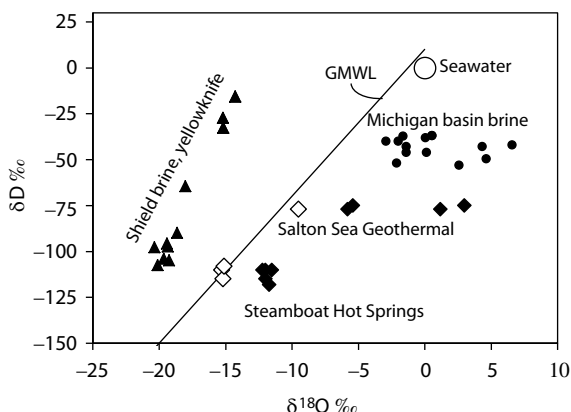 25
0
−25
−50
−75
−100
−125
−150
δD ‰
Shield brine, yellowknife
GMWL
Seawater
Michigan basin brine
Salton Sea Geothermal
Steamboat Hot Springs
−25 −20 −15 −10 −5 0 5 10
δ18O ‰